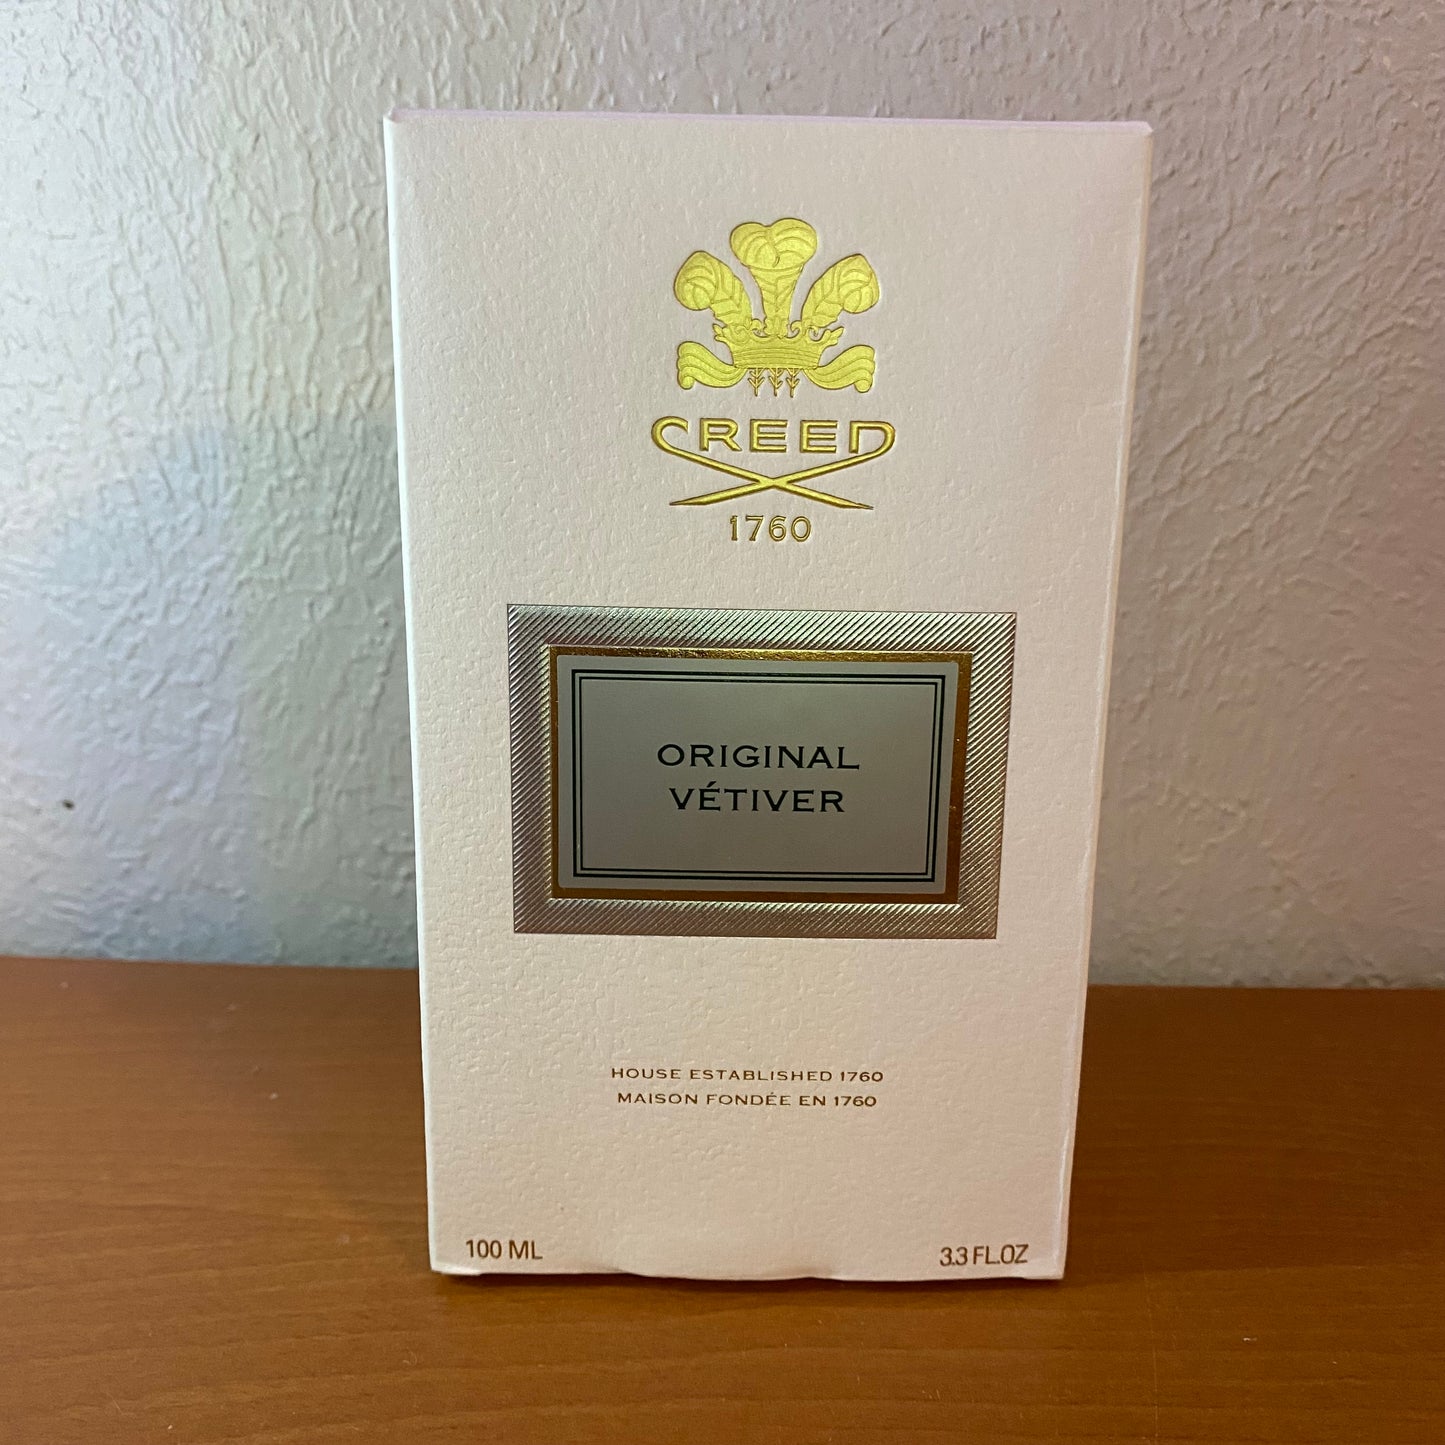 CREED
1760
ORIGINAL
VÉTIVER
HOUSE ESTABLISHED 1760
MAISON FONDÉE EN 1760
100 ML
3.3 FL.OZ